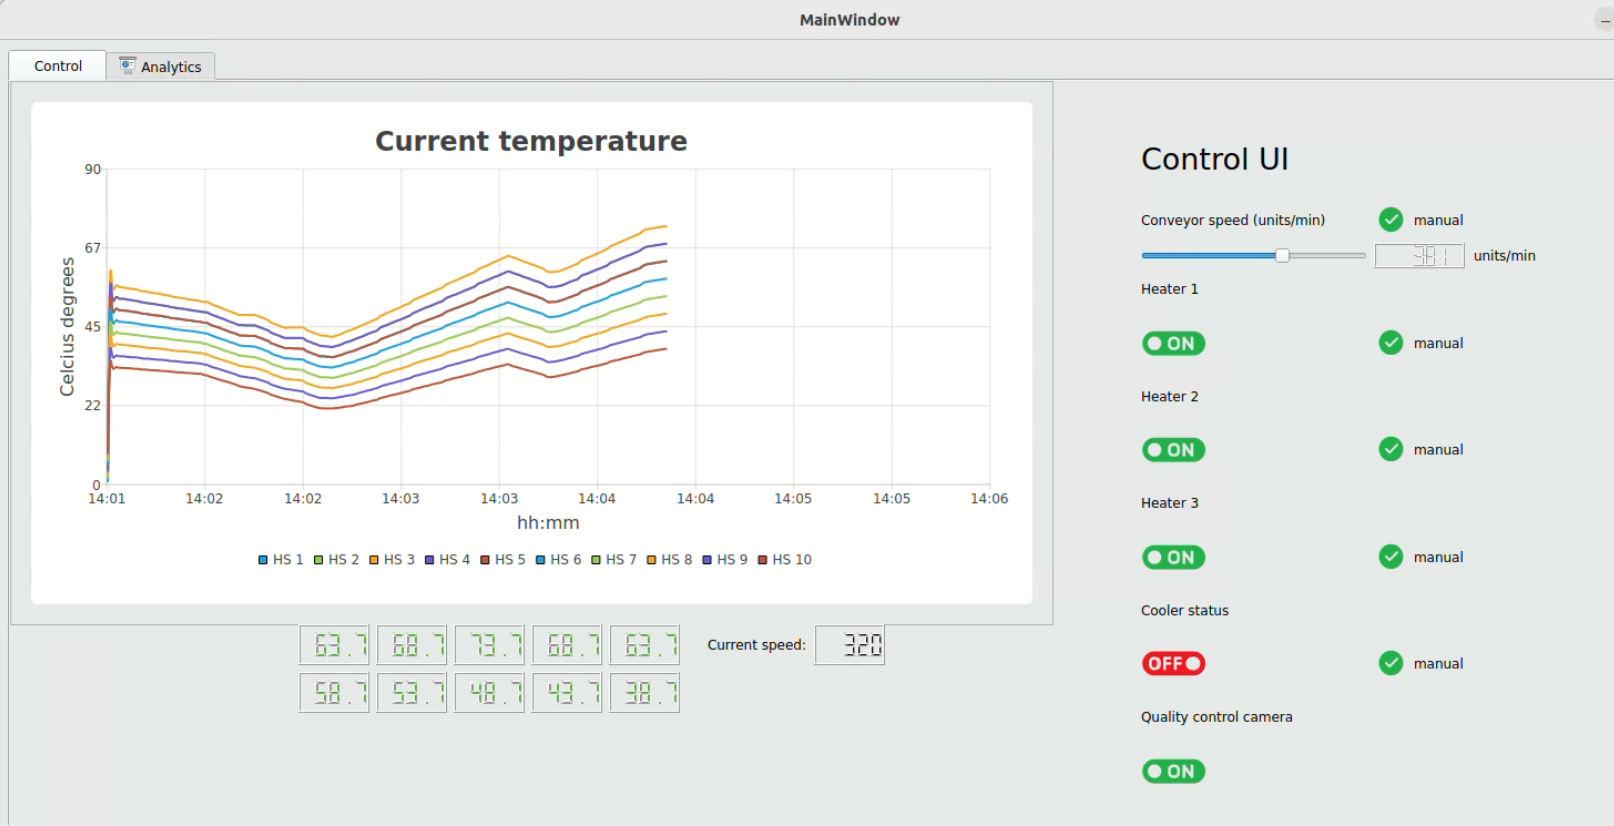 MainWindow
Control
Analytics
Current temperature
90
67
45
22
0
Celcius degrees
14:01 14:02 14:02 14:03 14:03 14:04 14:04 14:05 14:05 14:06
hh:mm
HS 1 HS 2 HS 3 HS 4 HS 5 HS 6 HS 7 HS 8 HS 9 HS 10
63.7 68.7 73.7 68.7 63.7
Current speed: 320
58.7 53.7 48.7 43.7 38.7
Control UI
Conveyor speed (units/min) manual
381 units/min
Heater 1
ON manual
Heater 2
ON manual
Heater 3
ON manual
Cooler status
OFF manual
Quality control camera
ON